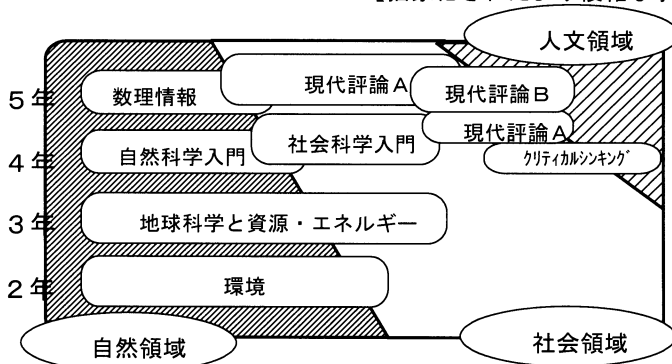 人文領域
5年
数理情報
現代評論A
現代評論B
4年
自然科学入門
社会科学入門
現代評論A
クリティカルシンキング
3年
地球科学と資源・エネルギー
2年
環境
自然領域
社会領域